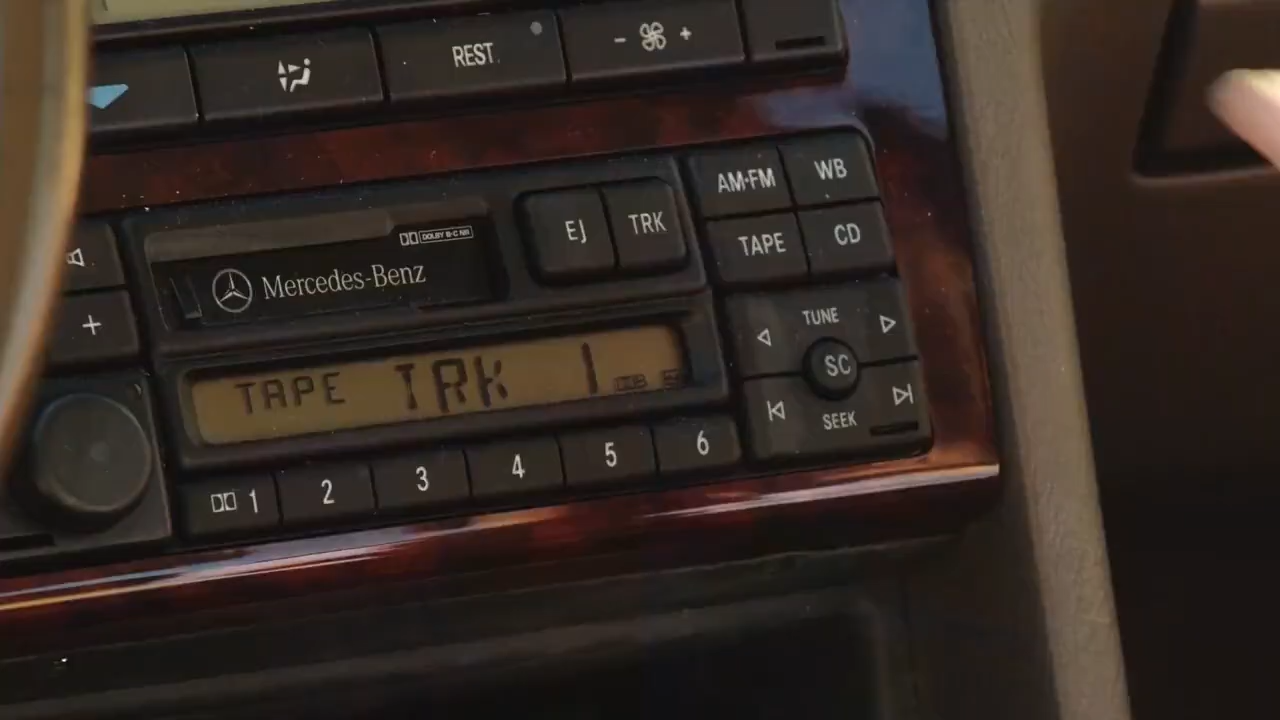 REST
- +
AM·FM WB
EJ TRK
TAPE CD
DOLBY B-C NR
Mercedes-Benz
+
TUNE
SC
SEEK
TAPE TRK 1
1 2 3 4 5 6